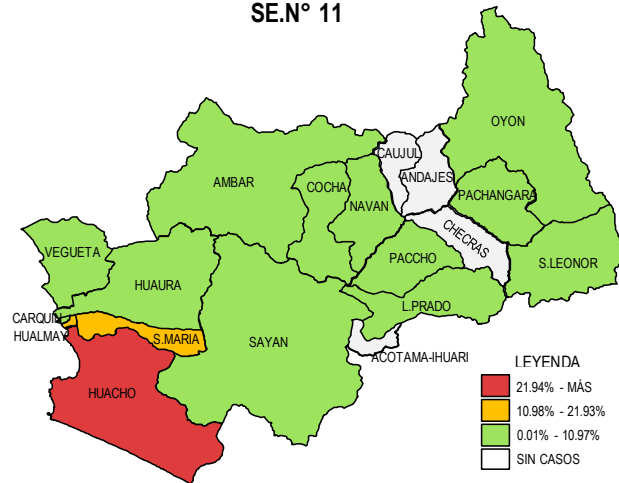 SE.N° 11
OYON
CAUJUL
ANDAJES
AMBAR
COCHA
NAVAN
PACHANGARA
CHECRAS
VEGUETA
PACCHO
S.LEONOR
HUAURA
L.PRADO
CARQUIN
HUALMAY
S.MARIA
SAYAN
ACOTAMA-IHUARI
HUACHO
LEYENDA
21.94% - MÁS
10.98% - 21.93%
0.01% - 10.97%
SIN CASOS